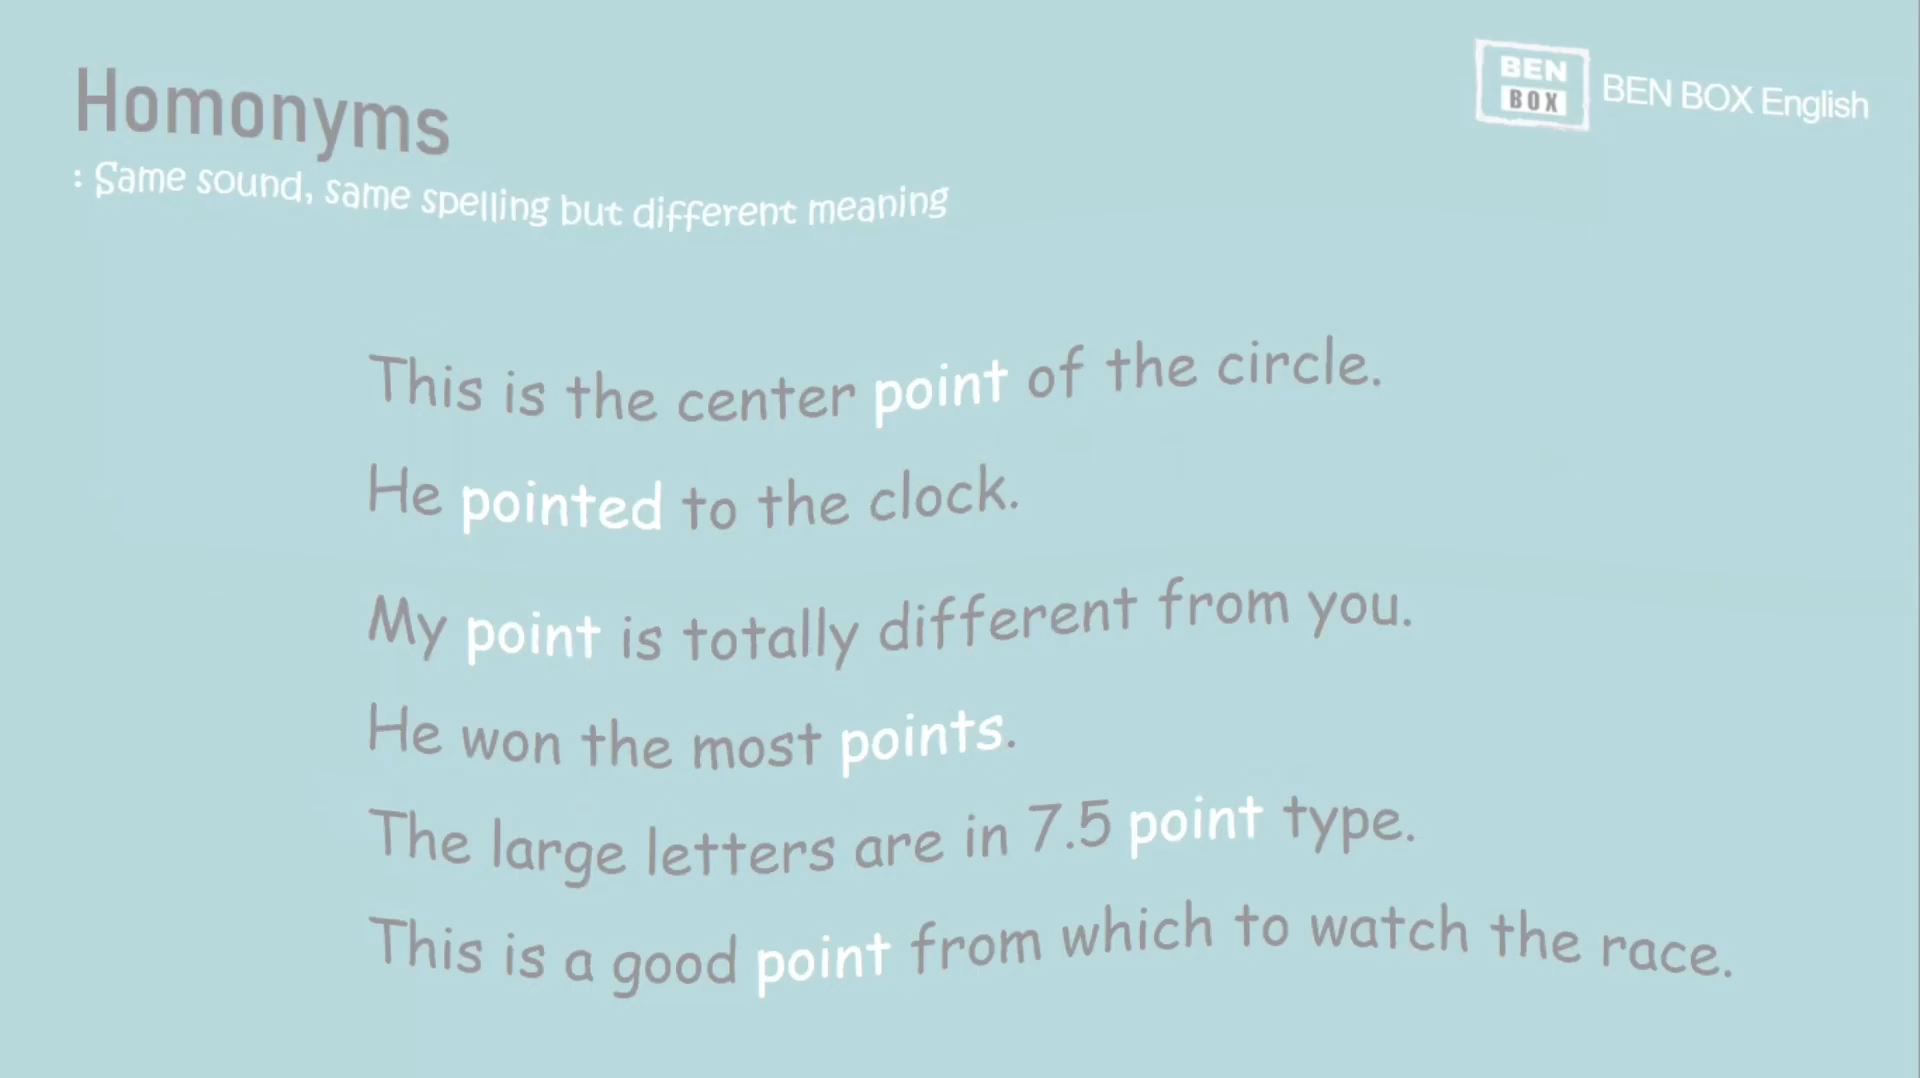 Homonyms
: Same sound, same spelling but different meaning
BEN
BOX
BEN BOX English
This is the center point of the circle.
He pointed to the clock.
My point is totally different from you.
He won the most points.
The large letters are in 7.5 point type.
This is a good point from which to watch the race.